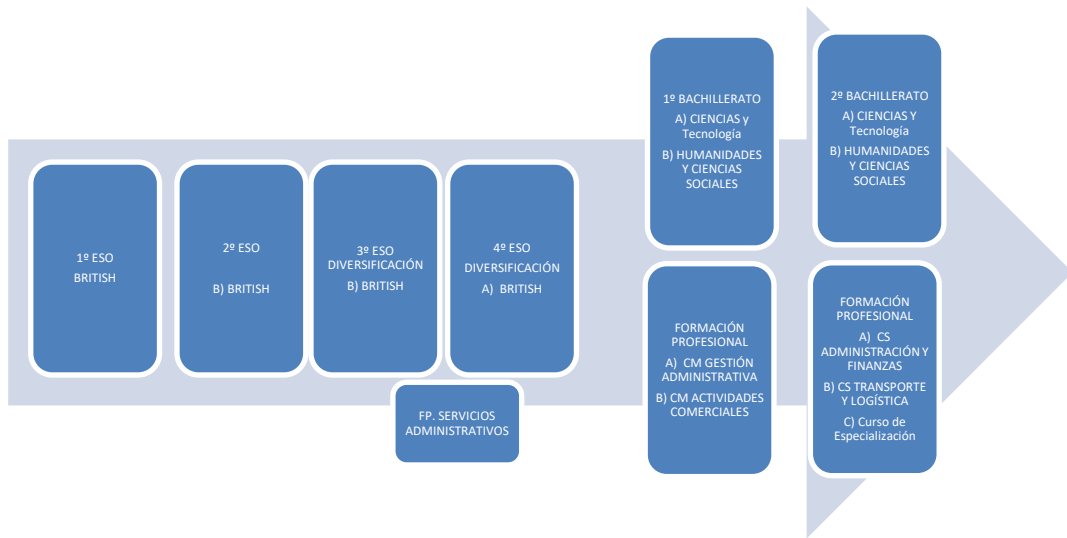 1º ESO
BRITISH
2º ESO
B) BRITISH
3º ESO
DIVERSIFICACIÓN
B) BRITISH
4º ESO
DIVERSIFICACIÓN
A) BRITISH
FP. SERVICIOS
ADMINISTRATIVOS
1º BACHILLERATO
A) CIENCIAS y
Tecnología
B) HUMANIDADES
Y CIENCIAS
SOCIALES
FORMACIÓN
PROFESIONAL
A) CM GESTIÓN
ADMINISTRATIVA
B) CM ACTIVIDADES
COMERCIALES
2º BACHILLERATO
A) CIENCIAS Y
Tecnología
B) HUMANIDADES
Y CIENCIAS
SOCIALES
FORMACIÓN
PROFESIONAL
A) CS
ADMINISTRACIÓN Y
FINANZAS
B) CS TRANSPORTE
Y LOGÍSTICA
C) Curso de
Especialización